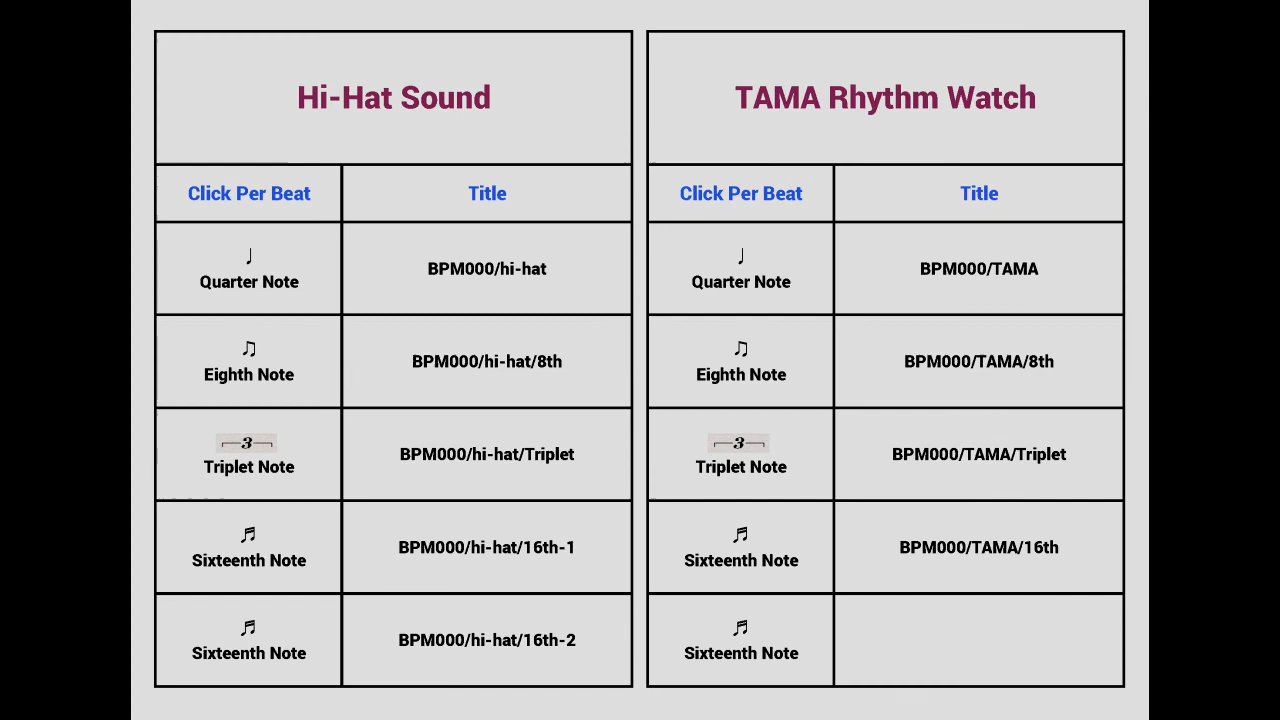 Hi-Hat Sound
Click Per Beat Title
♩
Quarter Note
BPM000/hi-hat
♫
Eighth Note
BPM000/hi-hat/8th
3
Triplet Note
BPM000/hi-hat/Triplet
♬
Sixteenth Note
BPM000/hi-hat/16th-1
♬
Sixteenth Note
BPM000/hi-hat/16th-2
TAMA Rhythm Watch
Click Per Beat Title
♩
Quarter Note
BPM000/TAMA
♫
Eighth Note
BPM000/TAMA/8th
3
Triplet Note
BPM000/TAMA/Triplet
♬
Sixteenth Note
BPM000/TAMA/16th
♬
Sixteenth Note